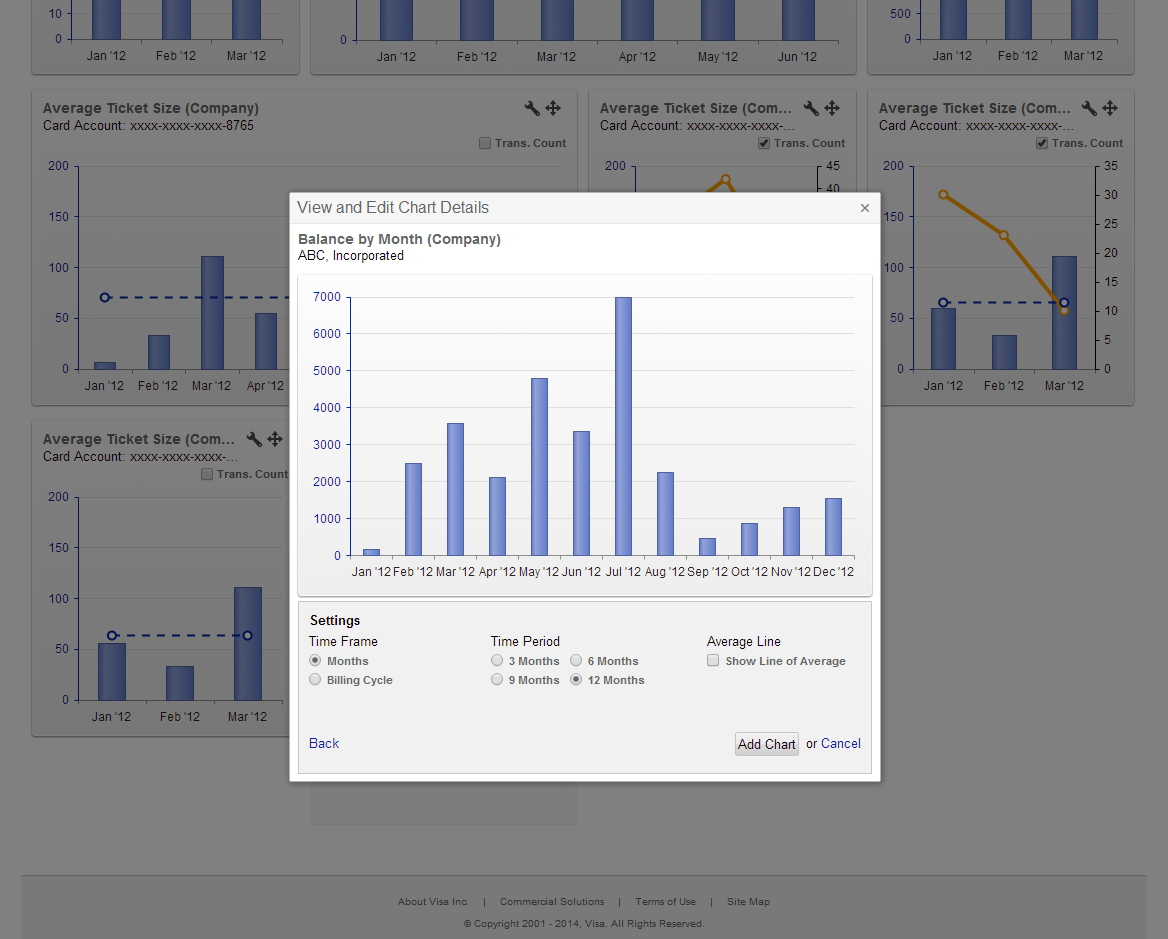 10
0
Jan '12 Feb '12 Mar '12
0
Jan '12 Feb '12 Mar '12 Apr '12 May '12 Jun '12
500
0
Jan '12 Feb '12 Mar '12
Average Ticket Size (Company)
Card Account: xxxx-xxxx-xxxx-8765
Trans. Count
200
150
100
50
0
Jan '12 Feb '12 Mar '12 Apr '12
Average Ticket Size (Com...
Card Account: xxxx-xxxx-xxxx-...
Trans. Count
200
45
40
Average Ticket Size (Com...
Card Account: xxxx-xxxx-xxxx-...
Trans. Count
200
150
100
50
0
35
30
25
20
15
10
5
0
Jan '12 Feb '12 Mar '12
View and Edit Chart Details ×
Balance by Month (Company)
ABC, Incorporated
7000
6000
5000
4000
3000
2000
1000
0
Jan '12 Feb '12 Mar '12 Apr '12 May '12 Jun '12 Jul '12 Aug '12 Sep '12 Oct '12 Nov '12 Dec '12
Settings
Time Frame
Months
Billing Cycle
Time Period
3 Months 6 Months
9 Months 12 Months
Average Line
Show Line of Average
Back
Add Chart or Cancel
Average Ticket Size (Com...
Card Account: xxxx-xxxx-xxxx-...
Trans. Count
200
150
100
50
0
Jan '12 Feb '12 Mar '12
About Visa Inc. | Commercial Solutions | Terms of Use | Site Map
© Copyright 2001 - 2014, Visa. All Rights Reserved.